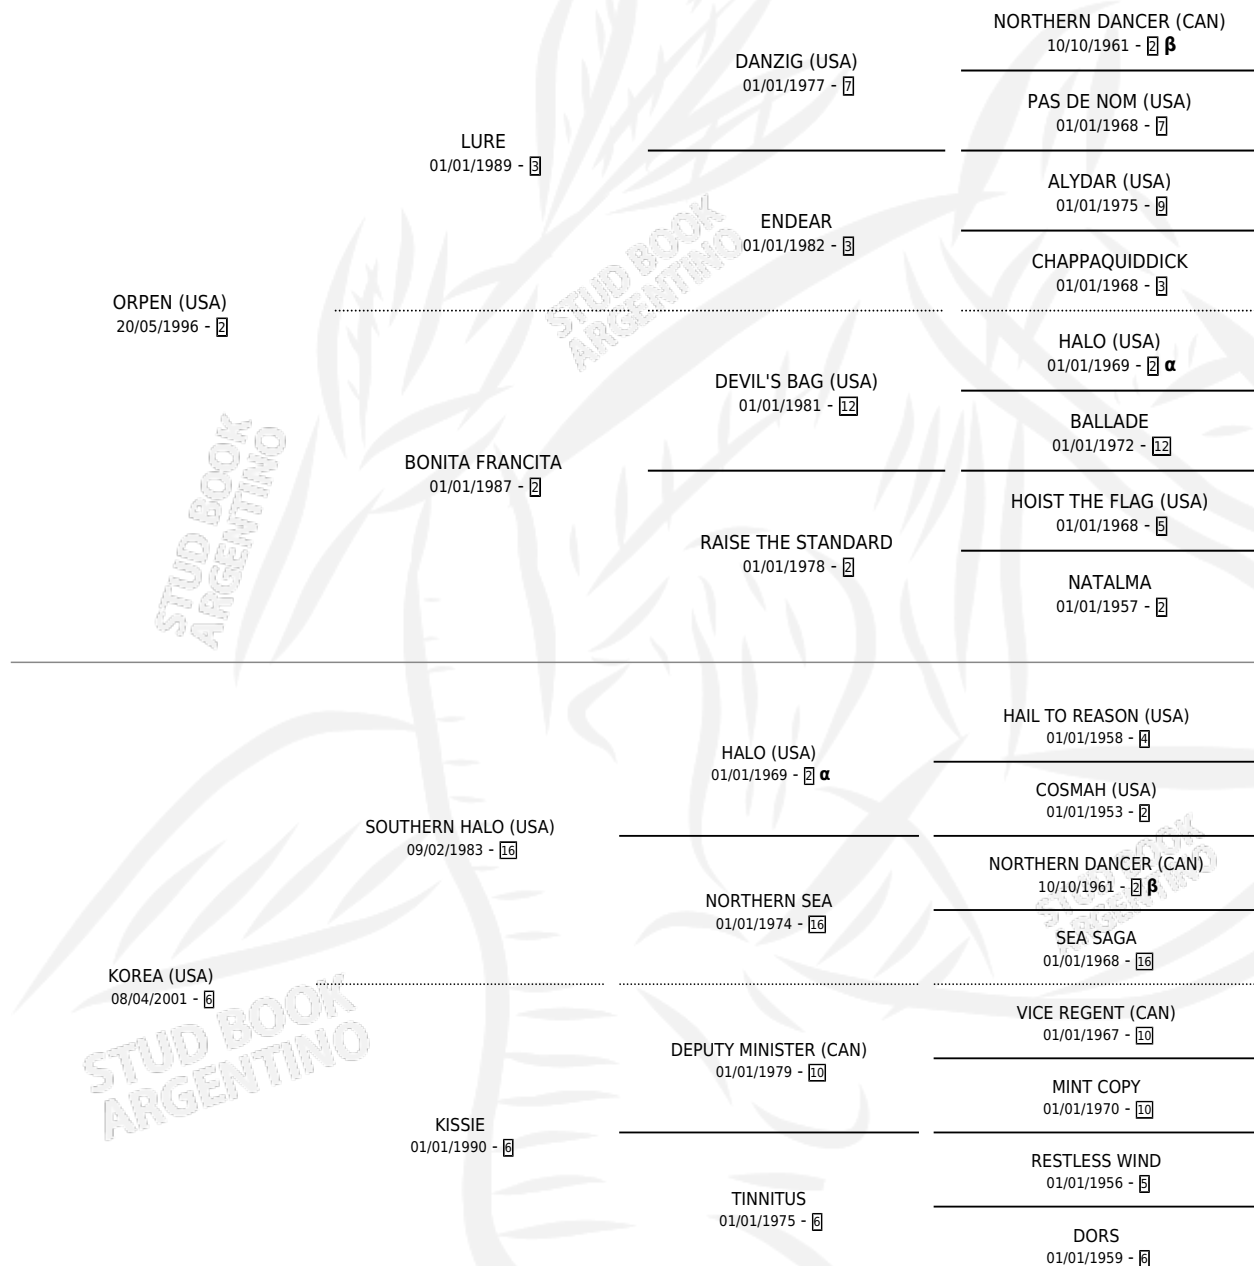 NORTHERN DANCER (CAN)
10/10/1961 - 2 β
DANZIG (USA)
01/01/1977 - 7
PAS DE NOM (USA)
01/01/1968 - 7
LURE
01/01/1989 - 3
ALYDAR (USA)
01/01/1975 - 9
ENDEAR
01/01/1982 - 3
CHAPPAQUIDDICK
01/01/1968 - 3
STUD BOOK
ARGENTINO
ORPEN (USA)
20/05/1996 - 2
HALO (USA)
01/01/1969 - 2 α
DEVIL'S BAG (USA)
01/01/1981 - 12
BALLADE
01/01/1972 - 12
BONITA FRANCITA
01/01/1987 - 2
HOIST THE FLAG (USA)
01/01/1968 - 5
RAISE THE STANDARD
01/01/1978 - 2
NATALMA
01/01/1957 - 2
STUD BOOK
ARGENTINO
HAIL TO REASON (USA)
01/01/1958 - 4
HALO (USA)
01/01/1969 - 2 α
COSMAH (USA)
01/01/1953 - 2
SOUTHERN HALO (USA)
09/02/1983 - 16
NORTHERN DANCER (CAN)
10/10/1961 - 2 β
NORTHERN SEA
01/01/1974 - 16
SEA SAGA
01/01/1968 - 16
STUD BOOK
ARGENTINO
KOREA (USA)
08/04/2001 - 6
VICE REGENT (CAN)
01/01/1967 - 10
DEPUTY MINISTER (CAN)
01/01/1979 - 10
MINT COPY
01/01/1970 - 10
STUD BOOK
ARGENTINO
KISSIE
01/01/1990 - 6
RESTLESS WIND
01/01/1956 - 5
TINNITUS
01/01/1975 - 6
DORS
01/01/1959 - 6